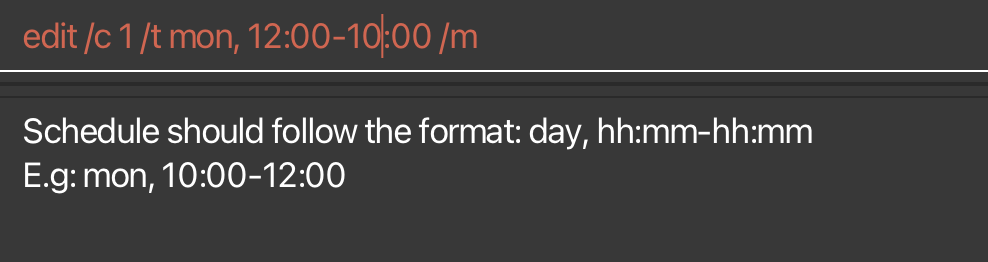 edit /c 1 /t mon, 12:00-10:00 /m
Schedule should follow the format: day, hh:mm-hh:mm
E.g: mon, 10:00-12:00